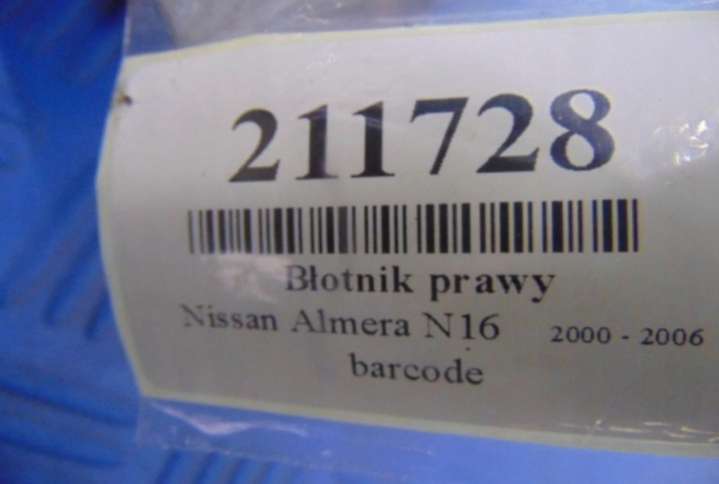 211728
Błotnik prawy
Nissan Almera N16 2000 - 2006
barcode